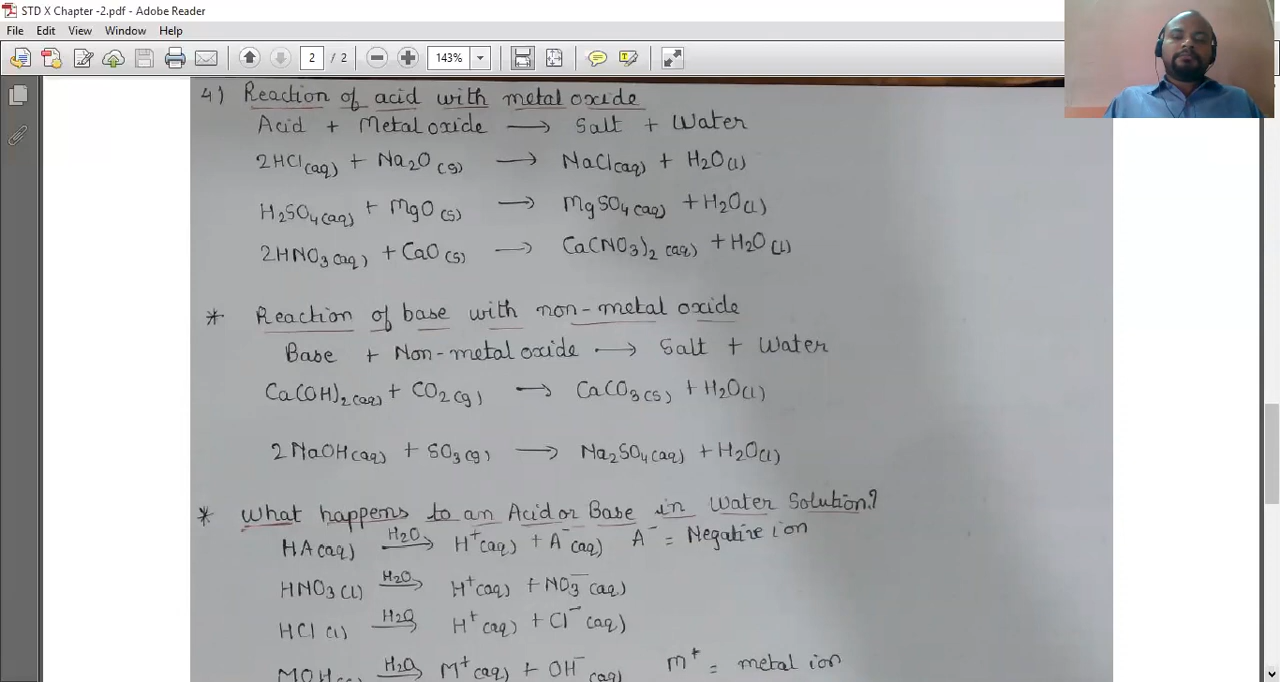 STD X Chapter -2.pdf - Adobe Reader
File Edit View Window Help
2 / 2 143%
4) Reaction of acid with metal oxide
Acid + Metal oxide → Salt + Water
2HCl(aq) + Na2O(s) → NaCl(aq) + H2O(l)
H2SO4(aq) + MgO(s) → MgSO4(aq) + H2O(l)
2HNO3(aq) + CaO(s) → Ca(NO3)2(aq) + H2O(l)
* Reaction of base with non-metal oxide
Base + Non-metal oxide → Salt + Water
Ca(OH)2(aq) + CO2(g) → CaCO3(s) + H2O(l)
2NaOH(aq) + SO3(g) → Na2SO4(aq) + H2O(l)
* What happens to an Acid or Base in Water Solution?
HA(aq) H2O→ H+(aq) + A-(aq) A- = Negative ion
HNO3(l) H2O→ H+(aq) + NO3-(aq)
HCl(l) H2O→ H+(aq) + Cl-(aq)
MOH H2O→ M+(aq) + OH-(aq) M+ = metal ion